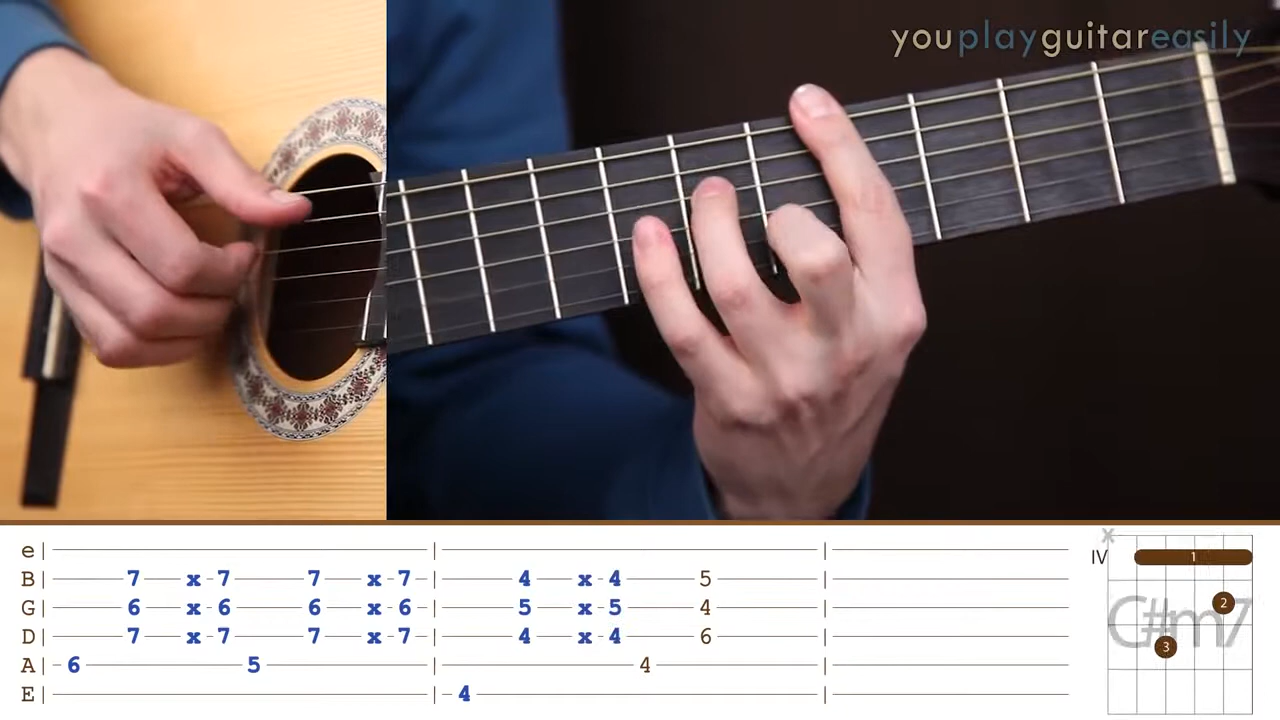 youplayguitareasily
e|---------------------------|---------------------------|----------------
B|-----7---x-7-----7---x-7-|-----4---x-4-----5-------|----------------
G|-----6---x-6-----6---x-6-|-----5---x-5-----4-------|----------------
D|-----7---x-7-----7---x-7-|-----4---x-4-----6-------|----------------
A|-6-----------5-----------|-------------4-----------|----------------
E|---------------------------|-4-------------------------|----------------
x
IV 1
2
C#m7
3